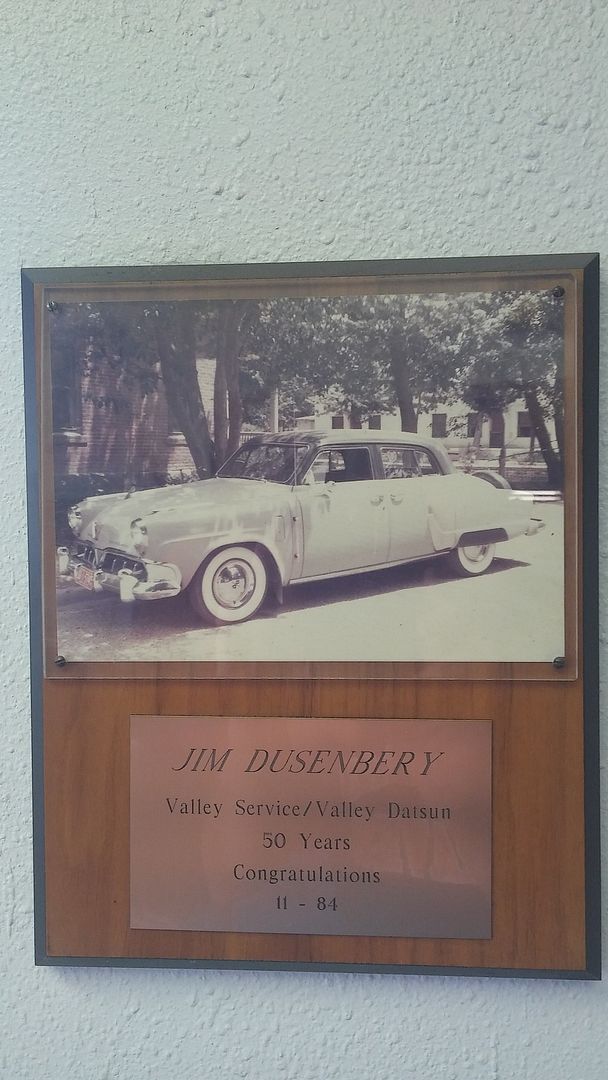 JIM DUSENBERY
Valley Service/Valley Datsun
50 Years
Congratulations
11 - 84